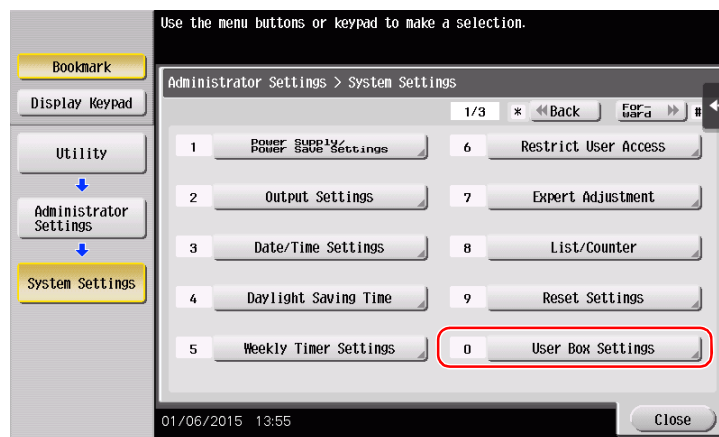 Use the menu buttons or keypad to make a selection.
Bookmark
Display Keypad
Utility
Administrator
Settings
System Settings
Administrator Settings > System Settings
1/3 * Back For-
ward #
1 Power Supply/
Power Save Settings
6 Restrict User Access
2 Output Settings
7 Expert Adjustment
3 Date/Time Settings
8 List/Counter
4 Daylight Saving Time
9 Reset Settings
5 Weekly Timer Settings
0 User Box Settings
01/06/2015 13:55
Close